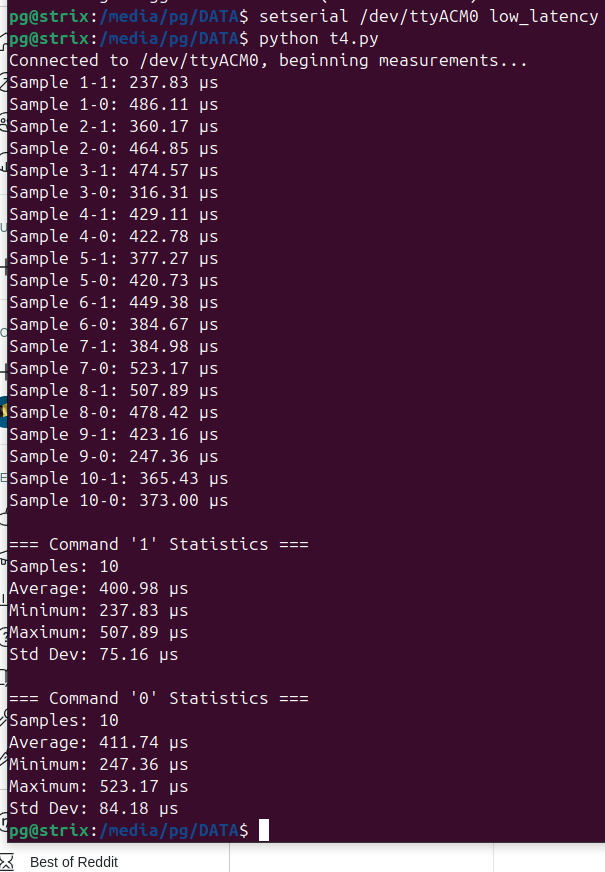 pg@strix:/media/pg/DATA$ setserial /dev/ttyACM0 low_latency
pg@strix:/media/pg/DATA$ python t4.py
Connected to /dev/ttyACM0, beginning measurements...
Sample 1-1: 237.83 µs
Sample 1-0: 486.11 µs
Sample 2-1: 360.17 µs
Sample 2-0: 464.85 µs
Sample 3-1: 474.57 µs
Sample 3-0: 316.31 µs
Sample 4-1: 429.11 µs
Sample 4-0: 422.78 µs
Sample 5-1: 377.27 µs
Sample 5-0: 420.73 µs
Sample 6-1: 449.38 µs
Sample 6-0: 384.67 µs
Sample 7-1: 384.98 µs
Sample 7-0: 523.17 µs
Sample 8-1: 507.89 µs
Sample 8-0: 478.42 µs
Sample 9-1: 423.16 µs
Sample 9-0: 247.36 µs
Sample 10-1: 365.43 µs
Sample 10-0: 373.00 µs
=== Command '1' Statistics ===
Samples: 10
Average: 400.98 µs
Minimum: 237.83 µs
Maximum: 507.89 µs
Std Dev: 75.16 µs
=== Command '0' Statistics ===
Samples: 10
Average: 411.74 µs
Minimum: 247.36 µs
Maximum: 523.17 µs
Std Dev: 84.18 µs
pg@strix:/media/pg/DATA$
Best of Reddit